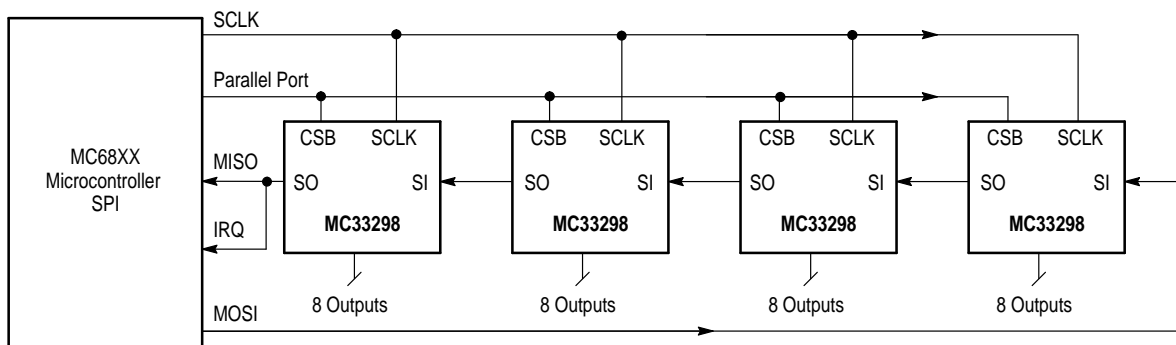 SCLK
Parallel Port
CSB SCLK
CSB SCLK
CSB SCLK
CSB SCLK
MC68XX
Microcontroller
SPI
MISO
SO SI
SO SI
SO SI
SO SI
IRQ
MC33298
MC33298
MC33298
MC33298
8 Outputs
8 Outputs
8 Outputs
8 Outputs
MOSI